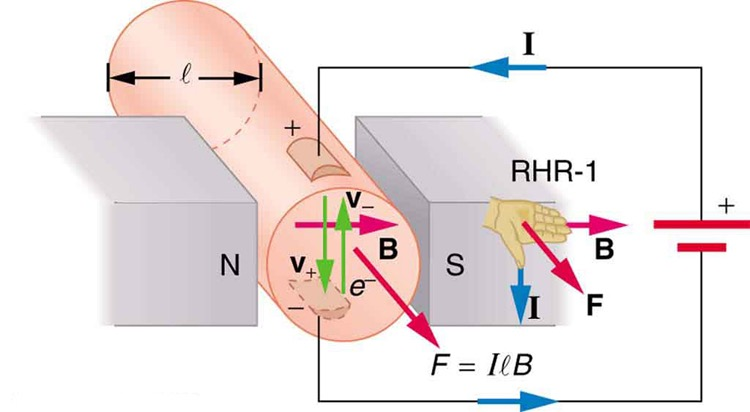 I
ℓ
+
RHR-1
+
v₋
B
B
N
v₊
S
e⁻
−
I
F
F = IℓB